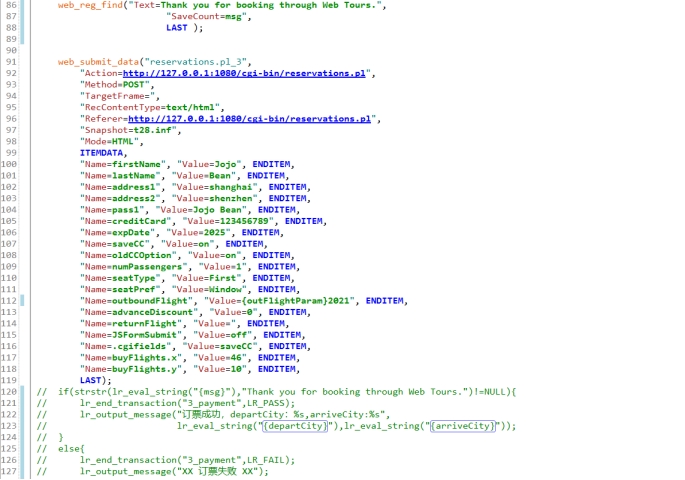 86 web_reg_find("Text=Thank you for booking through Web Tours.",
87 "SaveCount=msg",
88 LAST );
89
90
91 web_submit_data("reservations.pl_3",
92 "Action=http://127.0.0.1:1080/cgi-bin/reservations.pl",
93 "Method=POST",
94 "TargetFrame=",
95 "RecContentType=text/html",
96 "Referer=http://127.0.0.1:1080/cgi-bin/reservations.pl",
97 "Snapshot=t28.inf",
98 "Mode=HTML",
99 ITEMDATA,
100 "Name=firstName", "Value=Jojo", ENDITEM,
101 "Name=lastName", "Value=Bean", ENDITEM,
102 "Name=address1", "Value=shanghai", ENDITEM,
103 "Name=address2", "Value=shenzhen", ENDITEM,
104 "Name=pass1", "Value=Jojo Bean", ENDITEM,
105 "Name=creditCard", "Value=123456789", ENDITEM,
106 "Name=expDate", "Value=2025", ENDITEM,
107 "Name=saveCC", "Value=on", ENDITEM,
108 "Name=oldCCOption", "Value=on", ENDITEM,
109 "Name=numPassengers", "Value=1", ENDITEM,
110 "Name=seatType", "Value=First", ENDITEM,
111 "Name=seatPref", "Value=Window", ENDITEM,
112 "Name=outboundFlight", "Value={outFlightParam}2021", ENDITEM,
113 "Name=advanceDiscount", "Value=0", ENDITEM,
114 "Name=returnFlight", "Value=", ENDITEM,
115 "Name=JSFormSubmit", "Value=off", ENDITEM,
116 "Name=.cgifields", "Value=saveCC", ENDITEM,
117 "Name=buyFlights.x", "Value=46", ENDITEM,
118 "Name=buyFlights.y", "Value=10", ENDITEM,
119 LAST);
120 // if(strstr(lr_eval_string("{msg}"),"Thank you for booking through Web Tours.")!=NULL){
121 // lr_end_transaction("3_payment",LR_PASS);
122 // lr_output_message("订票成功，departCity：%s,arriveCity:%s",
123 // lr_eval_string("{departCity}"),lr_eval_string("{arriveCity}"));
124 // }
125 // else{
126 // lr_end_transaction("3_payment",LR_FAIL);
127 // lr_output_message("XX 订票失败 XX");